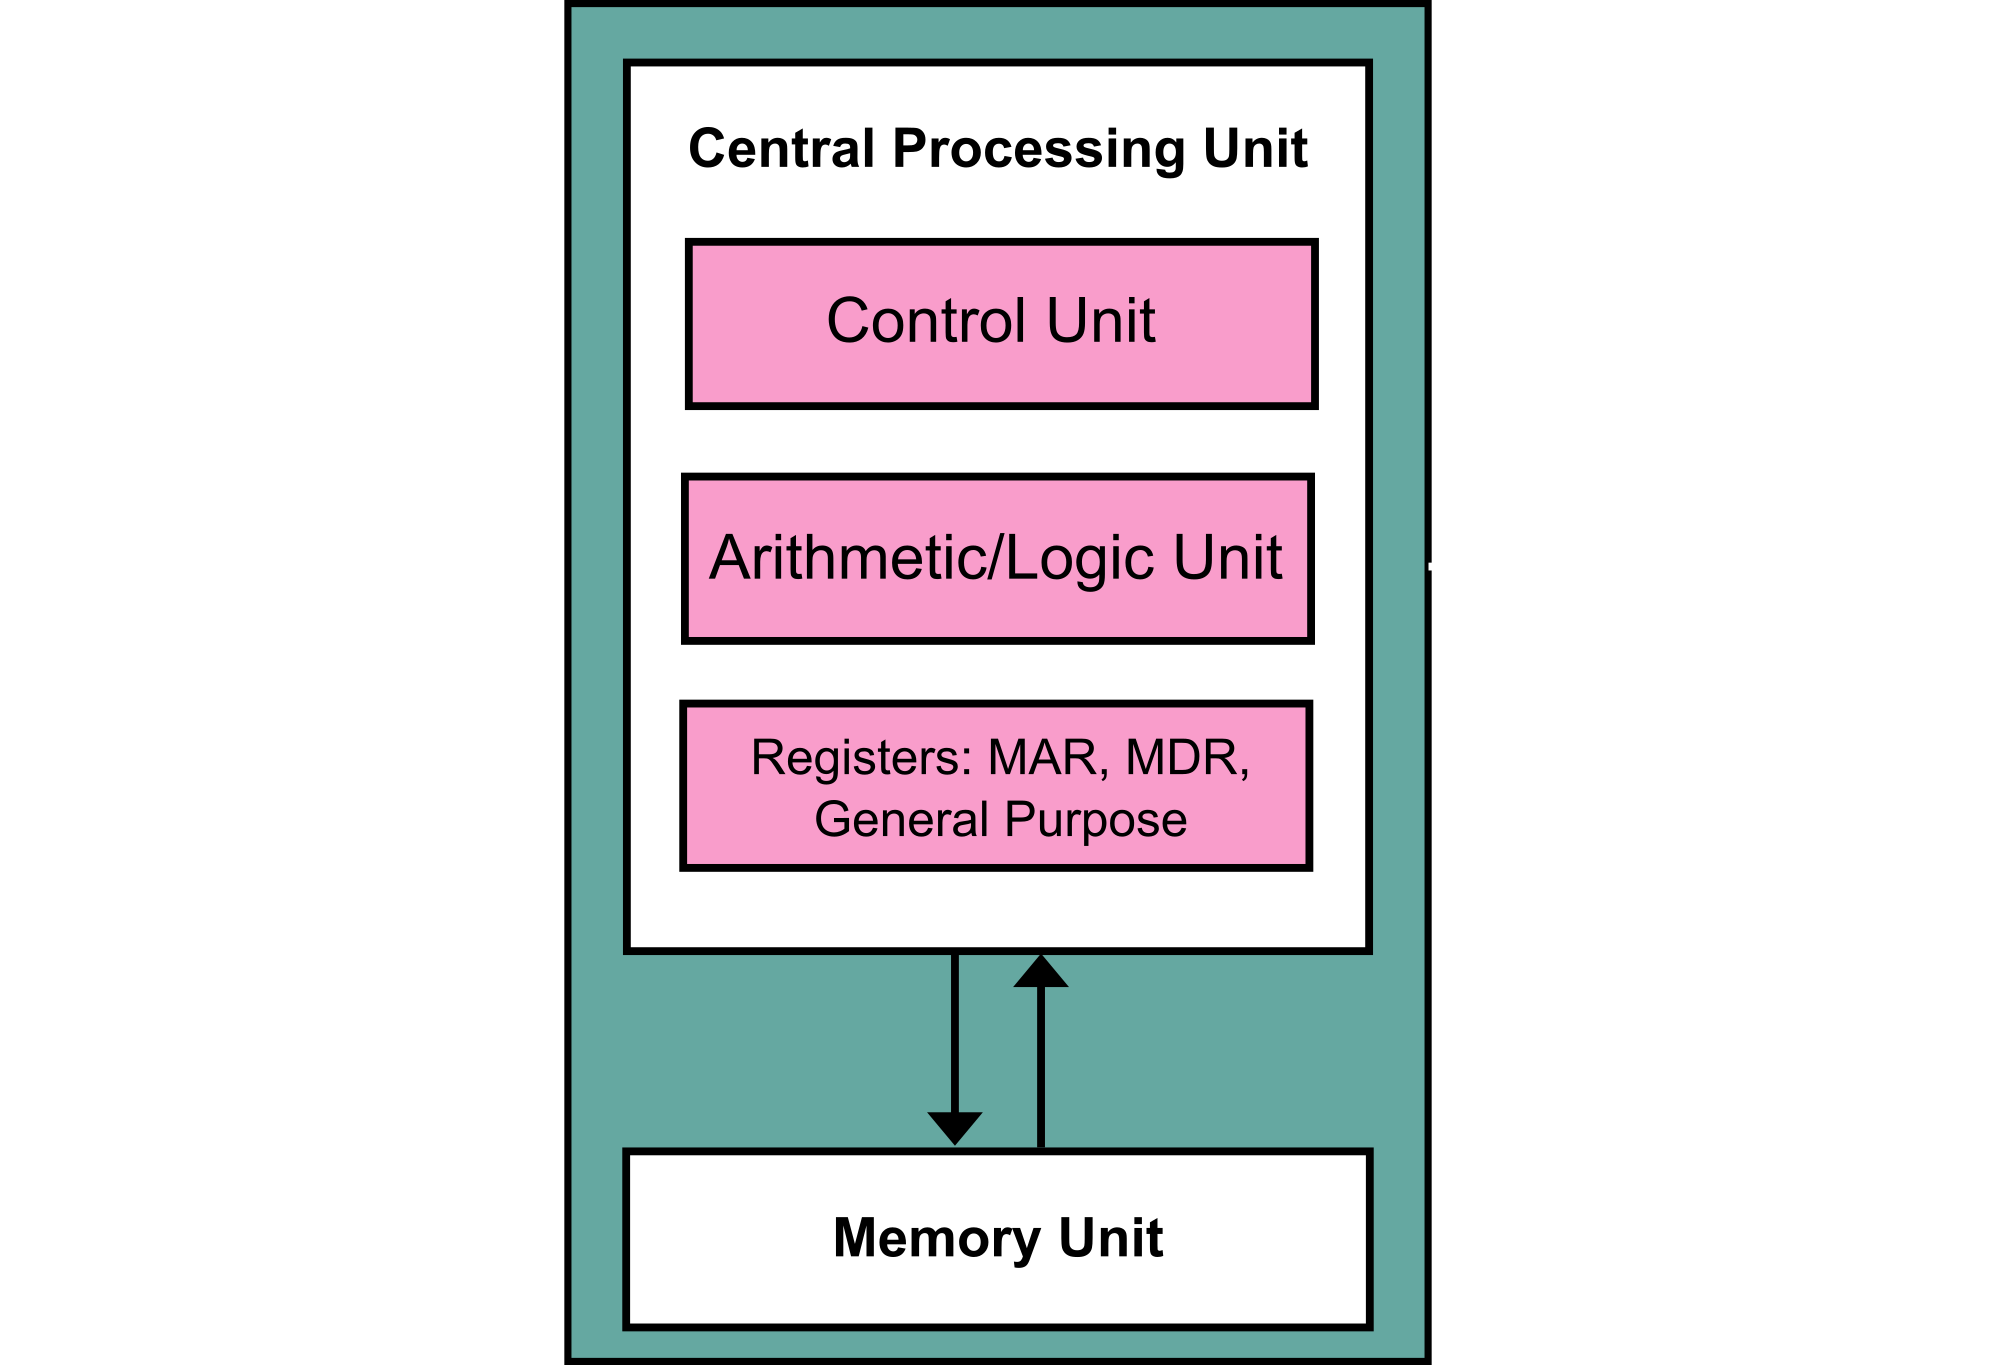 Central Processing Unit
Control Unit
Arithmetic/Logic Unit
Registers: MAR, MDR,
General Purpose
Memory Unit